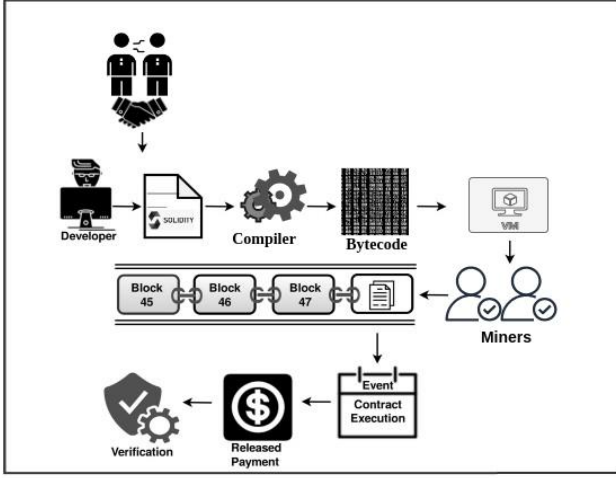 SOLIDITY
Developer
Compiler
Bytecode
VM
Block
45
Block
46
Block
47
Miners
Event
Contract
Execution
Verification
Released
Payment